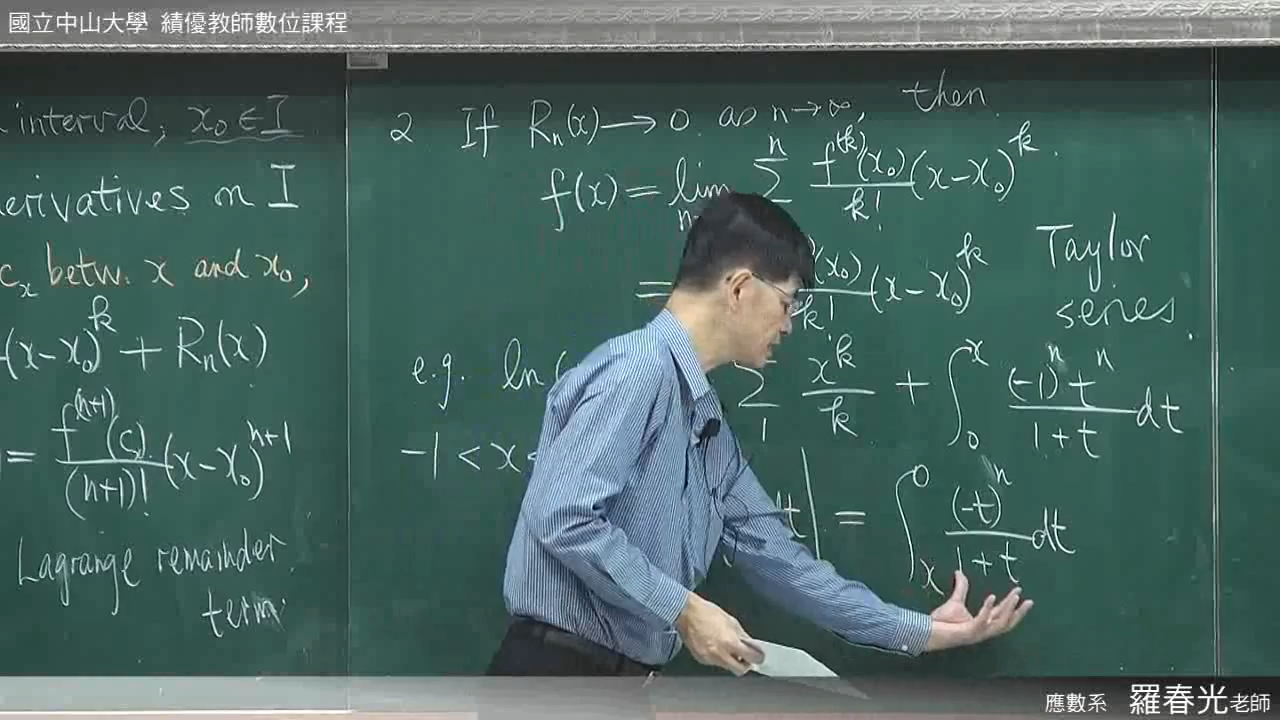 國立中山大學 績優教師數位課程
interval, x₀ ∈ I
erivatives on I
cₓ betw. x and x₀,
(x-x₀)^k + Rₙ(x)
= f^(n+1)(c)/(n+1)! (x-x₀)^(n+1)
Lagrange remainder
term
2 If Rₙ(x) → 0 as n→∞, then
f(x) = lim Σ^n f^(k)(x₀)/k! (x-x₀)^k.
= (x₀)/k! (x-x₀)^k
Taylor
series.
e.g. ln( Σ_1 x^k/k + ∫_0^x (-1)^n t^n/(1+t) dt
-1 < x <
t| = ∫_x^0 (-t)^n/(1+t) dt
應數系 羅春光老師